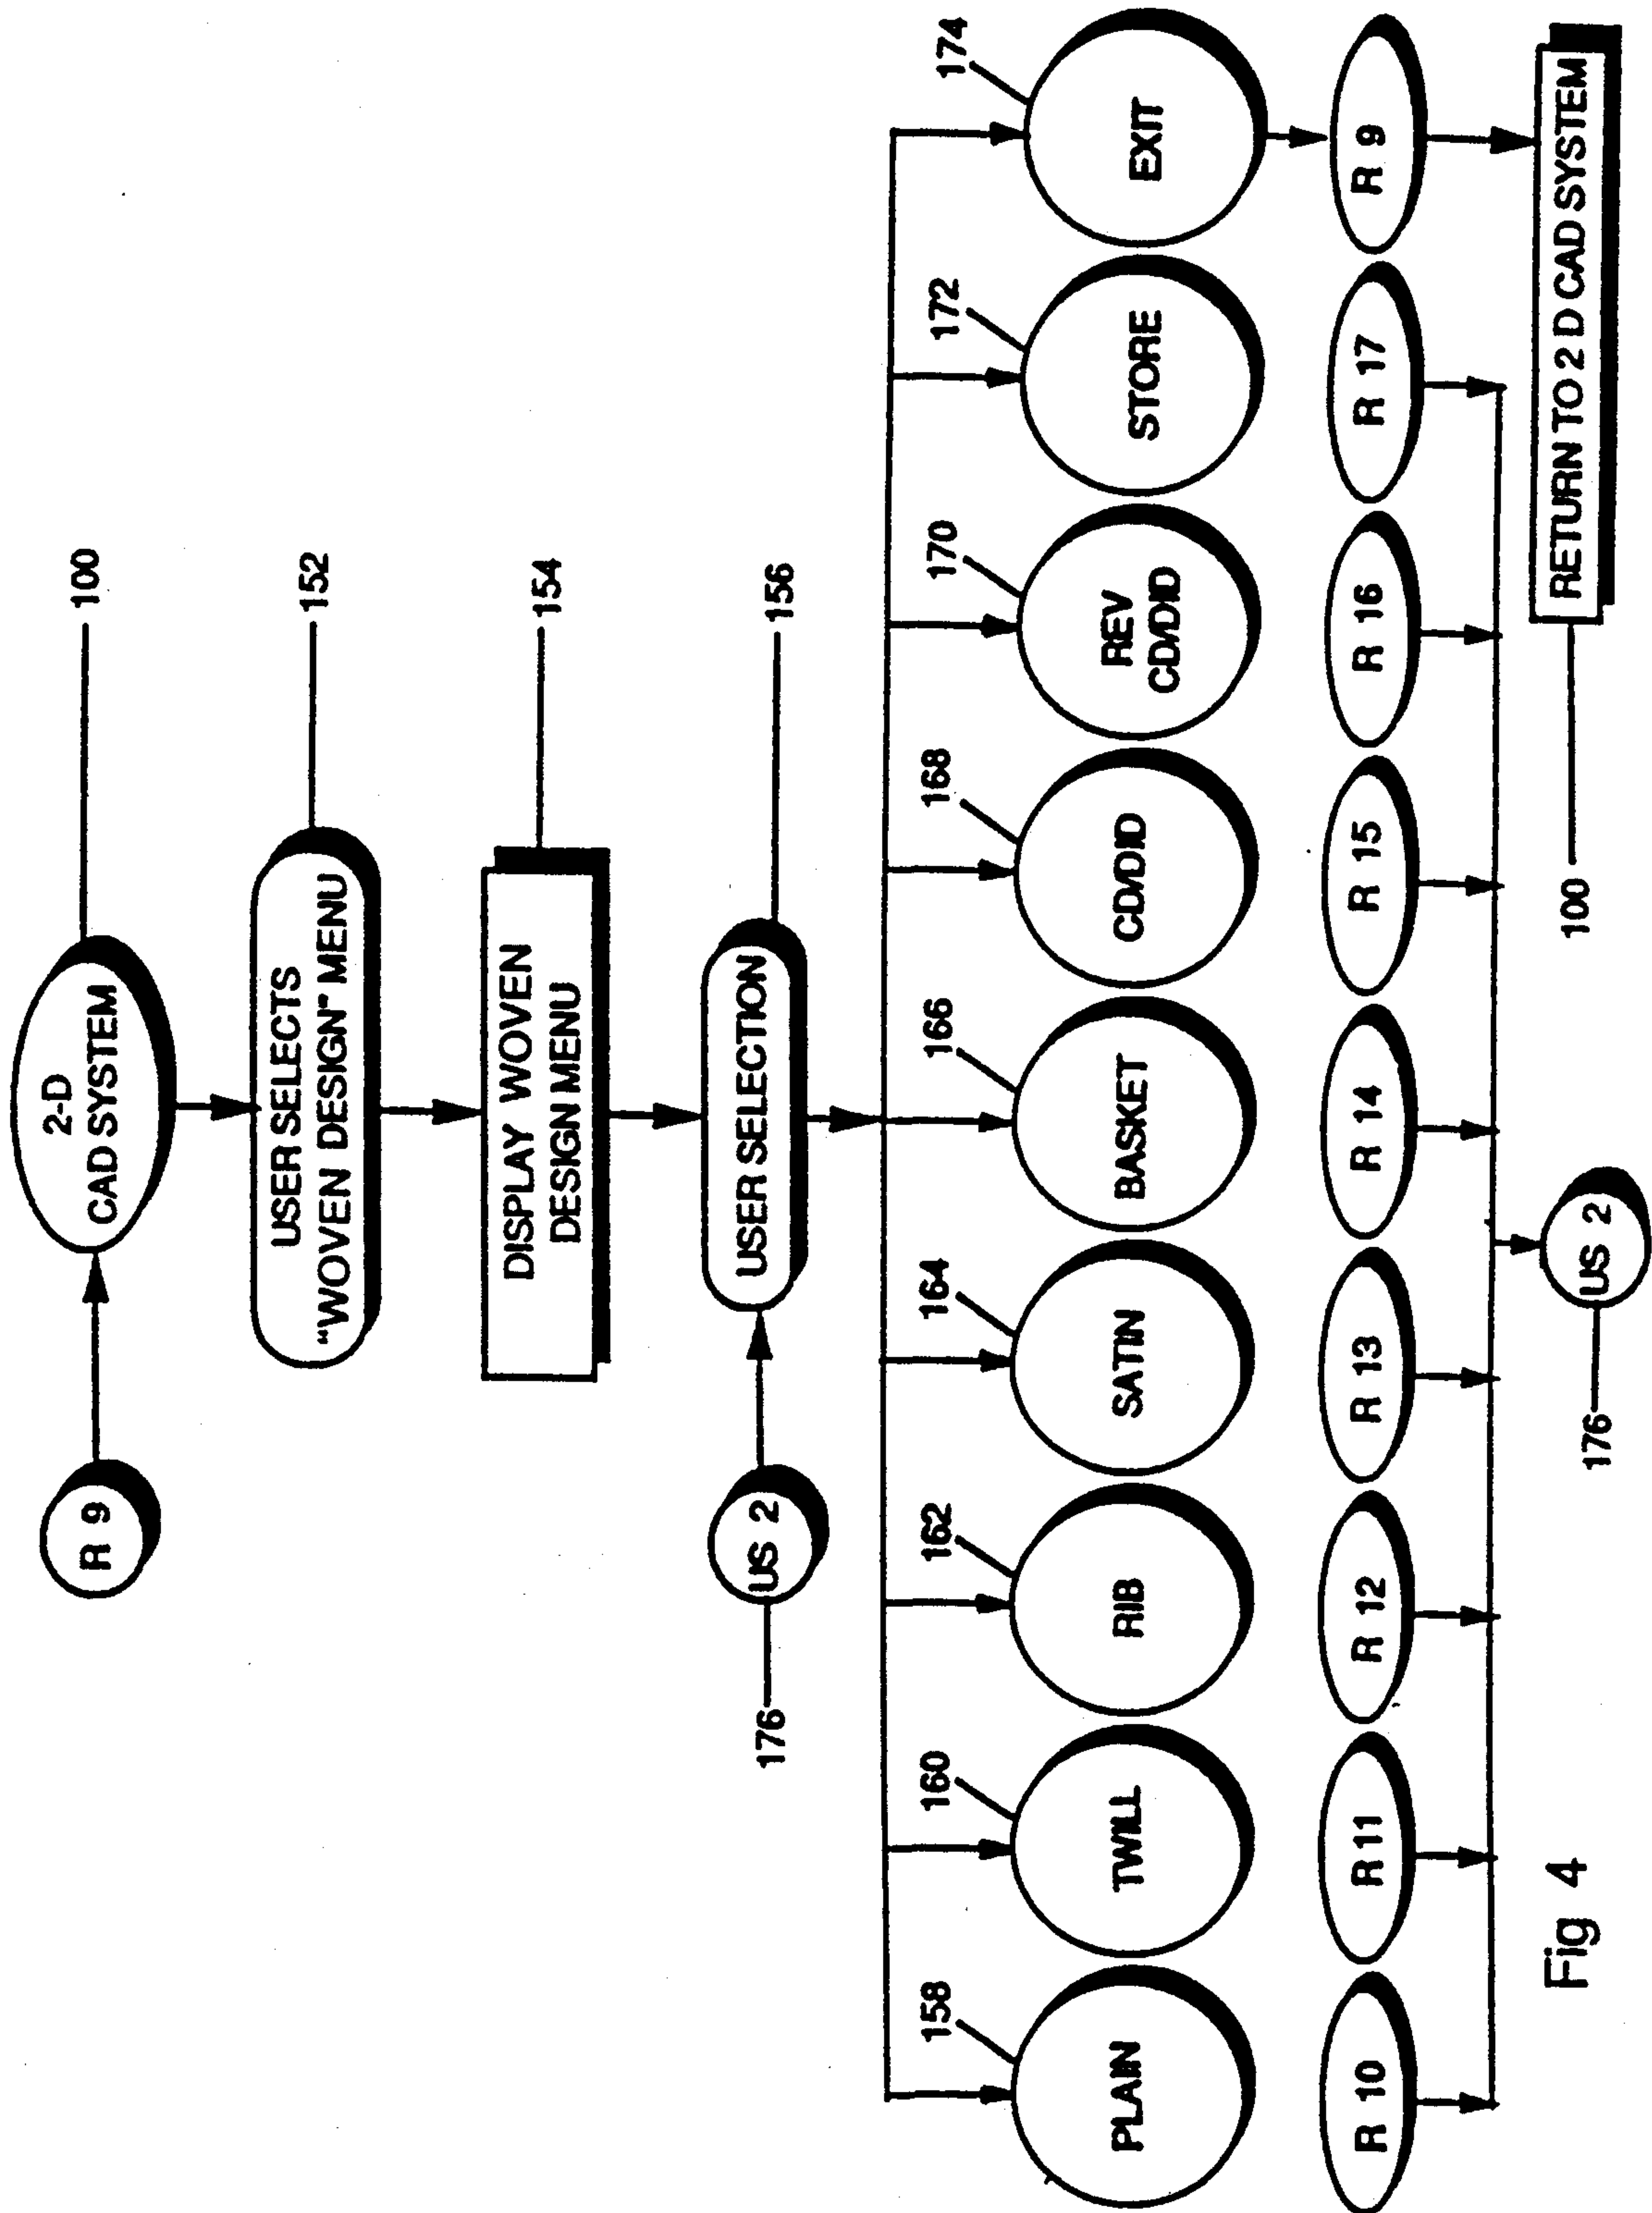 R 9
2-D
CAD SYSTEM
100
USER SELECTS
"WOVEN DESIGN" MENU
152
DISPLAY WOVEN
DESIGN MENU
154
176
US 2
USER SELECTION
156
158
160
162
164
166
168
170
172
174
PLAIN
TWILL
RIB
SATIN
BASKET
CD/DID
REV
CD/DID
STORE
EXIT
R 10
R 11
R 12
R 13
R 14
R 15
R 16
R 17
R 9
Fig 4
176
US 2
100
RETURN TO 2 D CAD SYSTEM